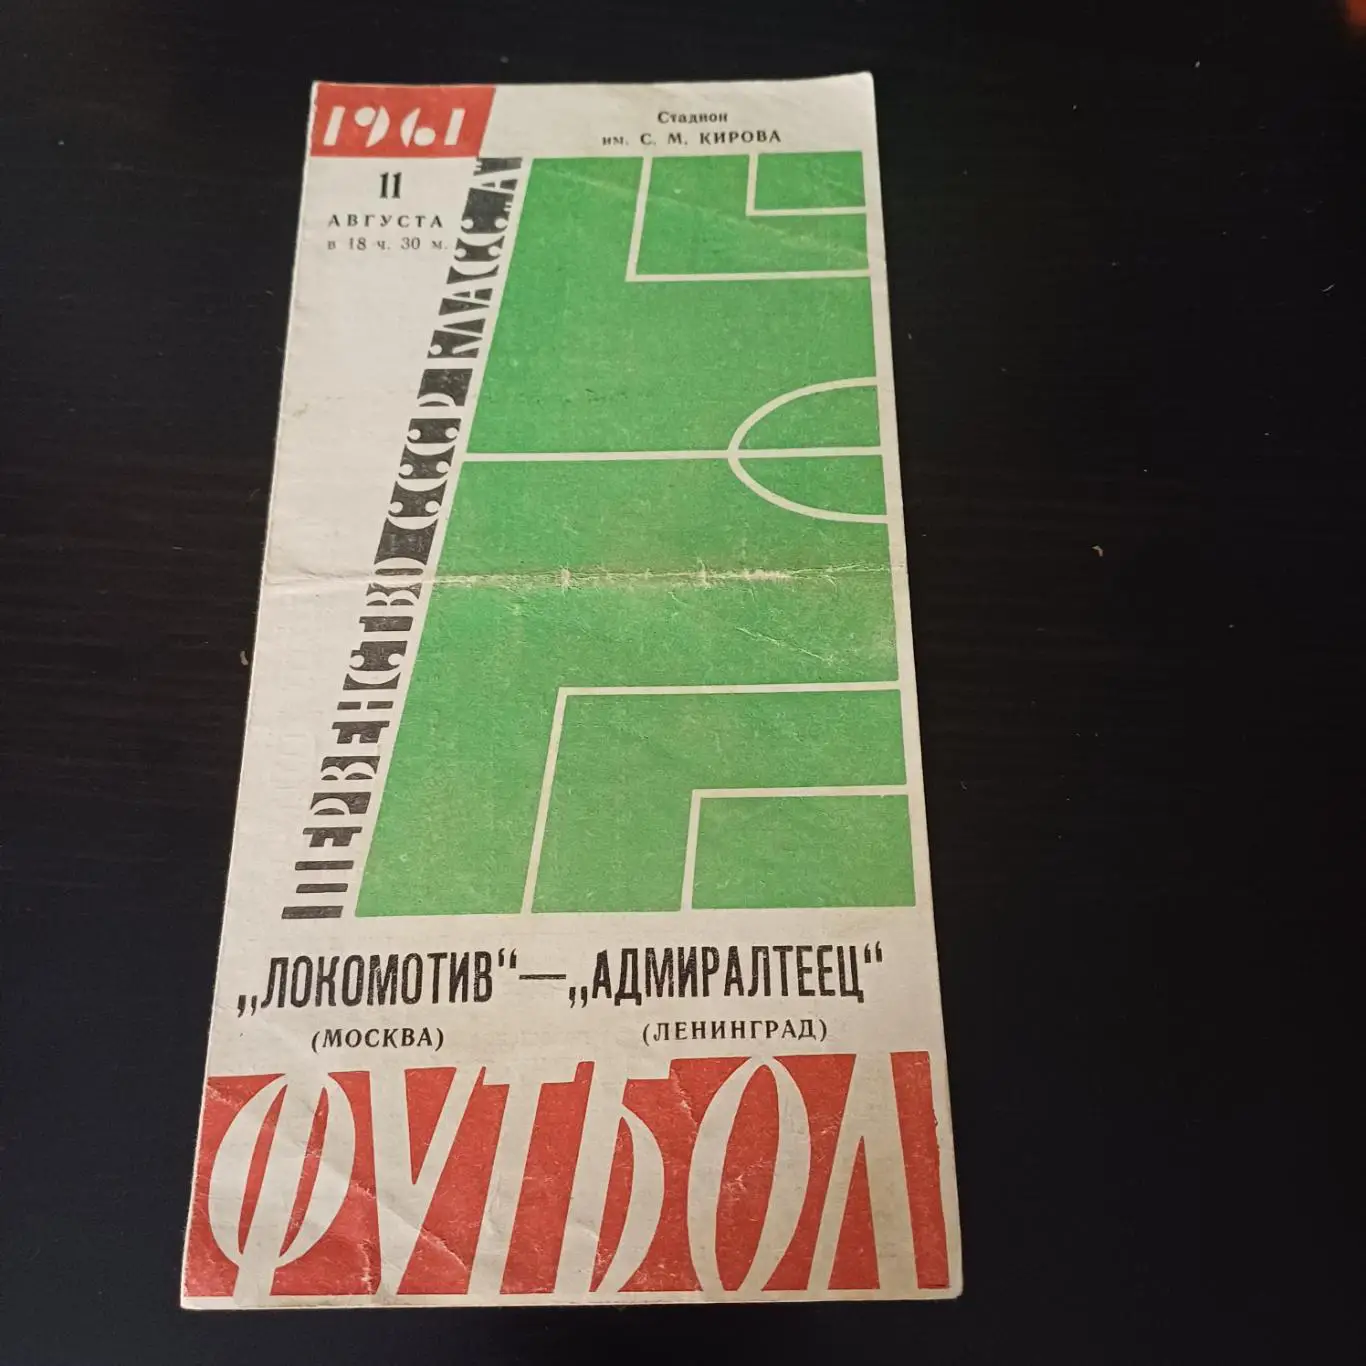 1961
Стадион
им. С. М. КИРОВА
11
АВГУСТА
в 18 ч. 30 м.
ПЕРВЕНСТВО СССР КЛАСС „А“
„ЛОКОМОТИВ“ — „АДМИРАЛТЕЕЦ“
(МОСКВА) (ЛЕНИНГРАД)
ФУТБОЛ